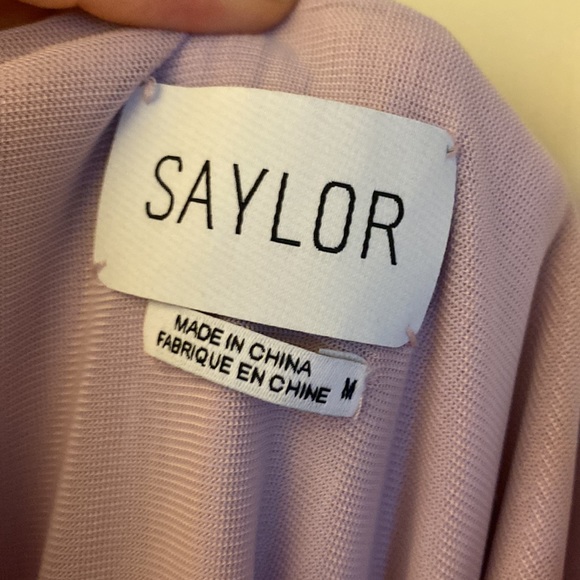 SAYLOR
MADE IN CHINA
FABRIQUE EN CHINE
M